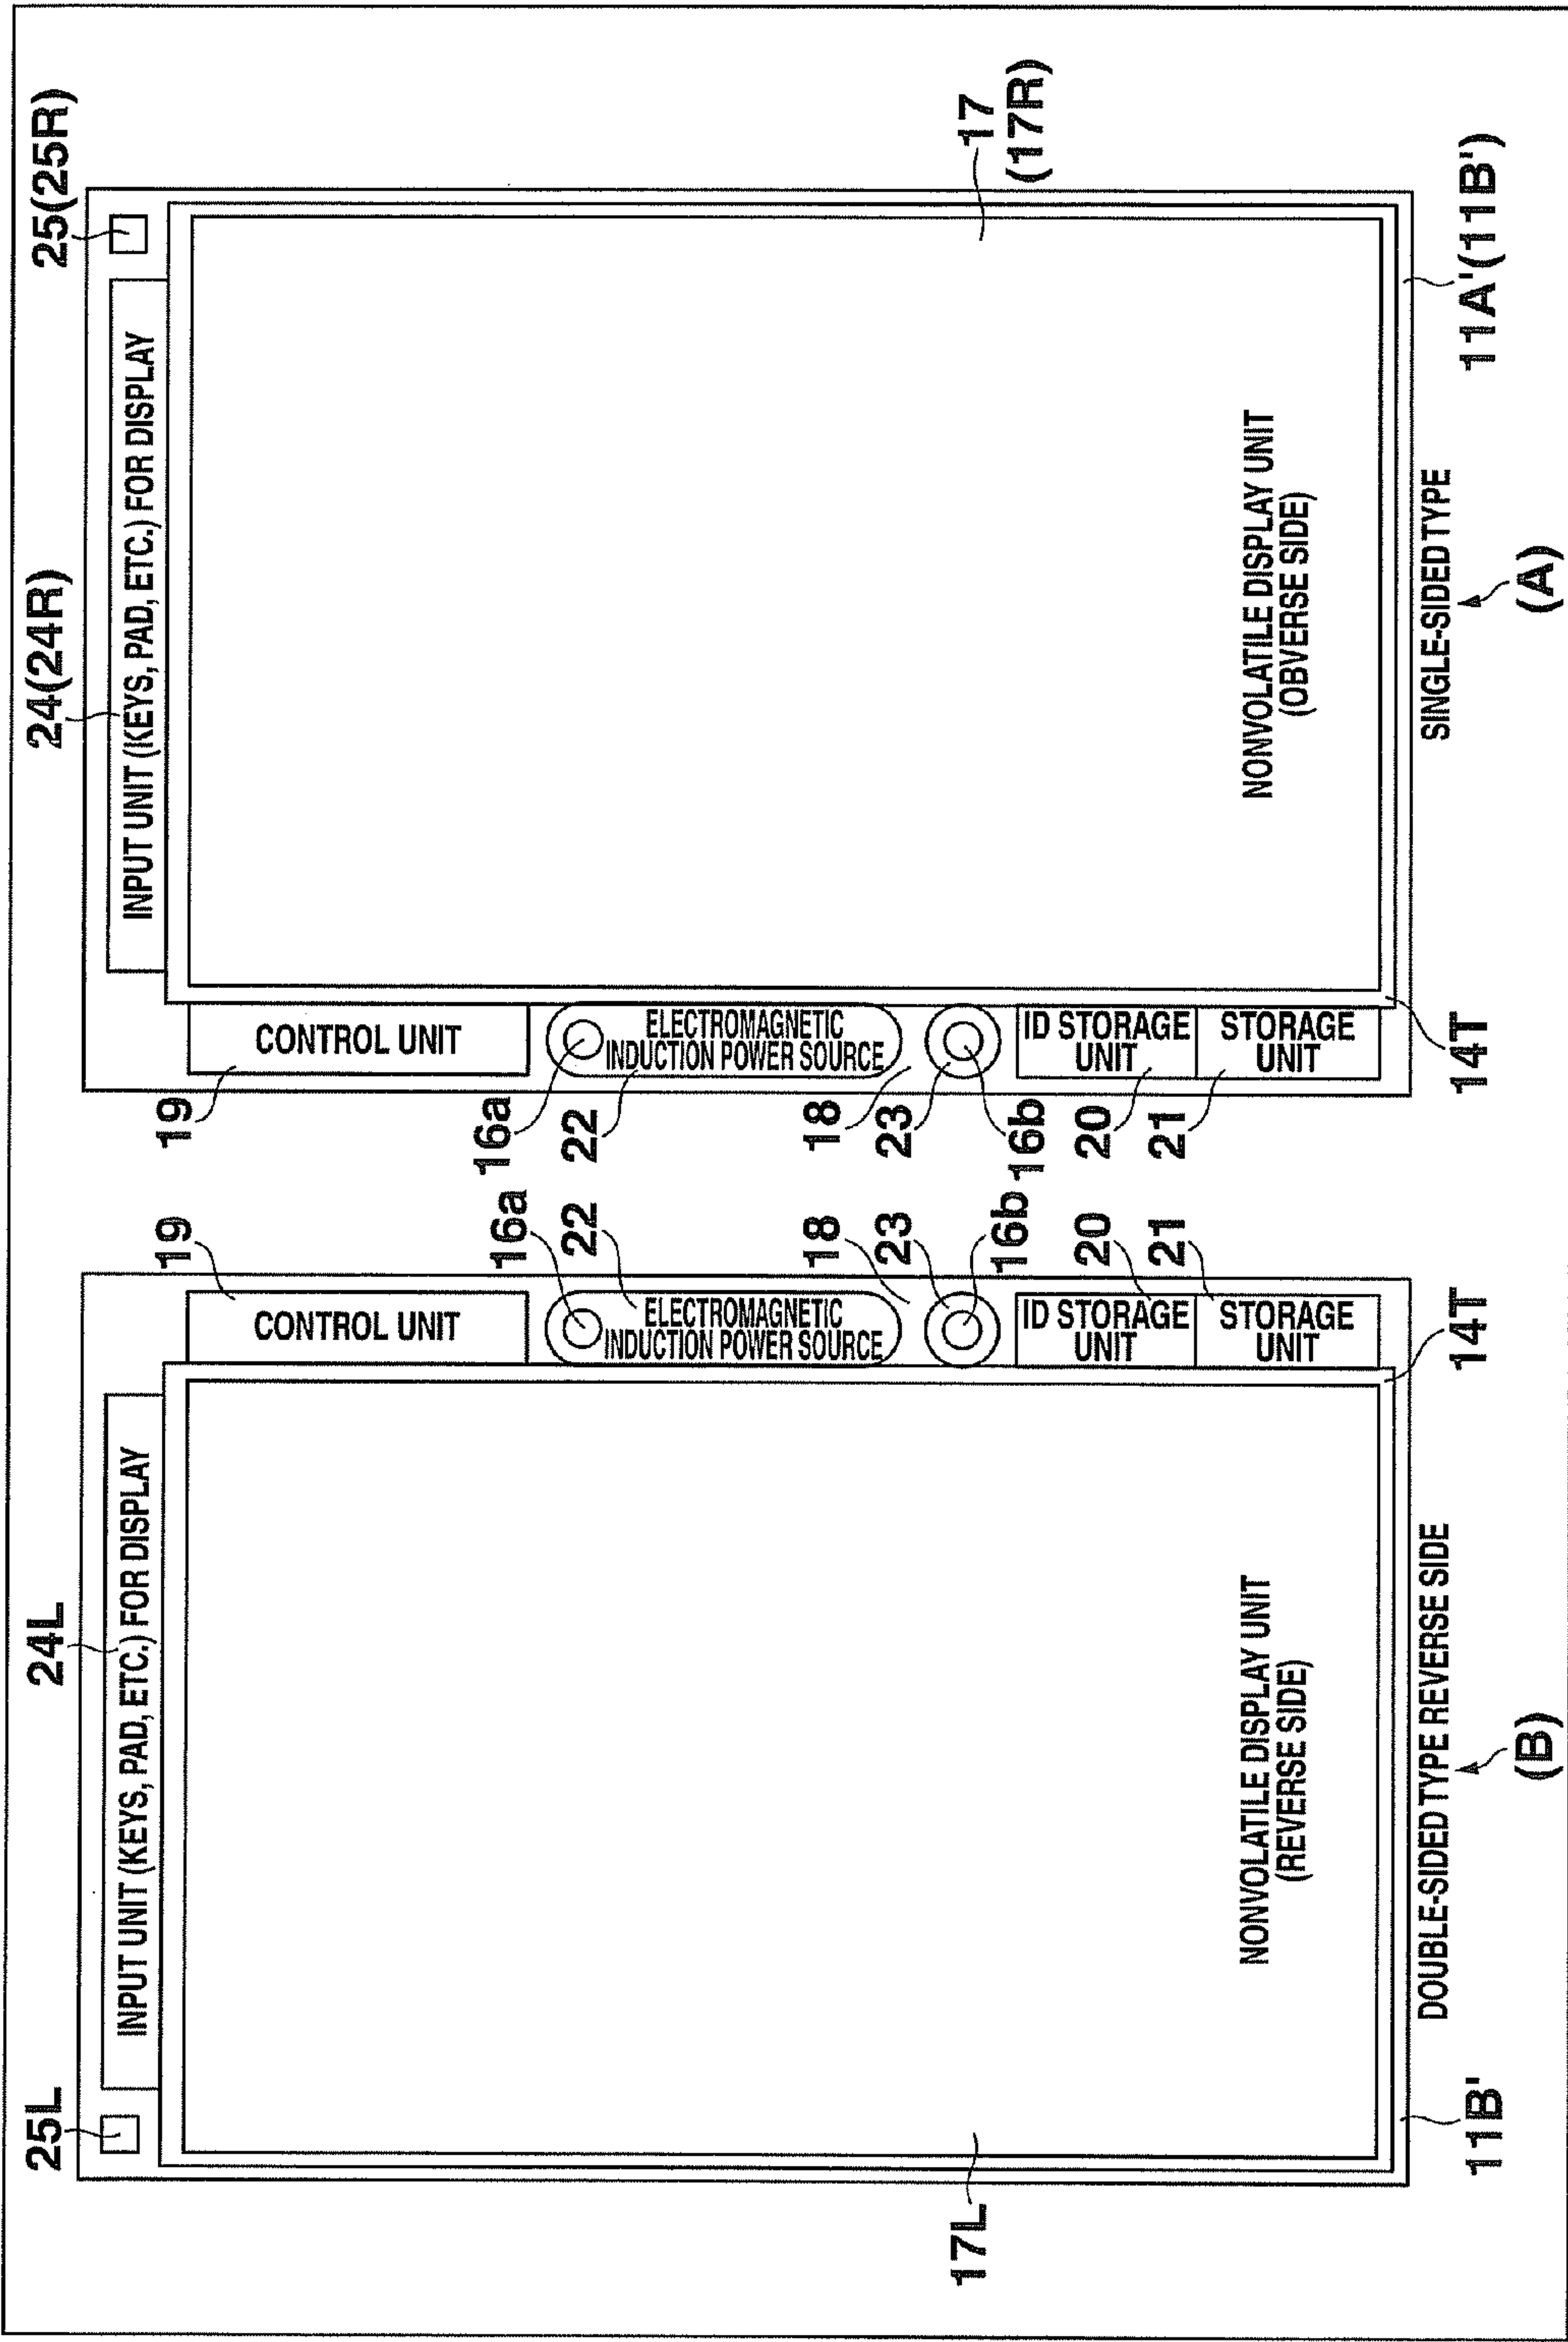 24L
25L
INPUT UNIT (KEYS, PAD, ETC.) FOR DISPLAY
19
CONTROL UNIT
16a
22
ELECTROMAGNETIC
INDUCTION POWER SOURCE
18
23
16b
20
ID STORAGE
UNIT
21
STORAGE
UNIT
14T
17L
NONVOLATILE DISPLAY UNIT
(REVERSE SIDE)
11B'
DOUBLE-SIDED TYPE REVERSE SIDE
(B)
24(24R)
25(25R)
INPUT UNIT (KEYS, PAD, ETC.) FOR DISPLAY
19
CONTROL UNIT
16a
22
ELECTROMAGNETIC
INDUCTION POWER SOURCE
18
23
16b
20
ID STORAGE
UNIT
21
STORAGE
UNIT
14T
17
(17R)
NONVOLATILE DISPLAY UNIT
(OBVERSE SIDE)
11A'(11B')
SINGLE-SIDED TYPE
(A)